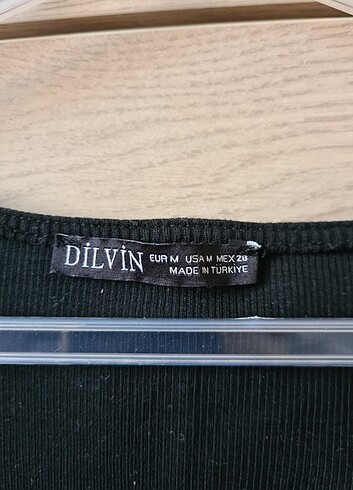 DİLVİN
EUR M USA M MEX 28
MADE IN TÜRKIYE